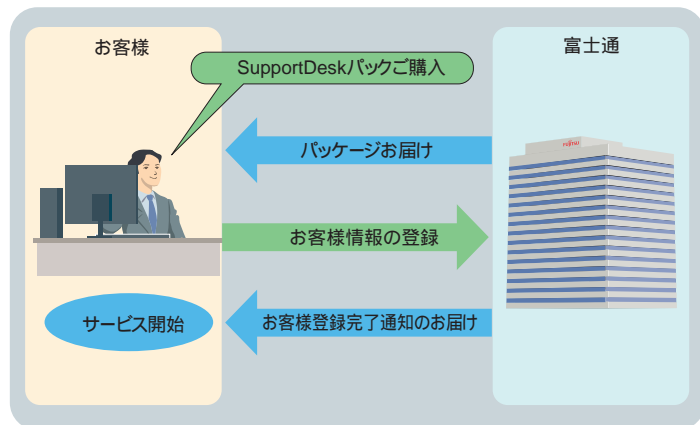 お客様
富士通
SupportDeskパックご購入
FUJITSU
パッケージお届け
お客様情報の登録
お客様登録完了通知のお届け
サービス開始